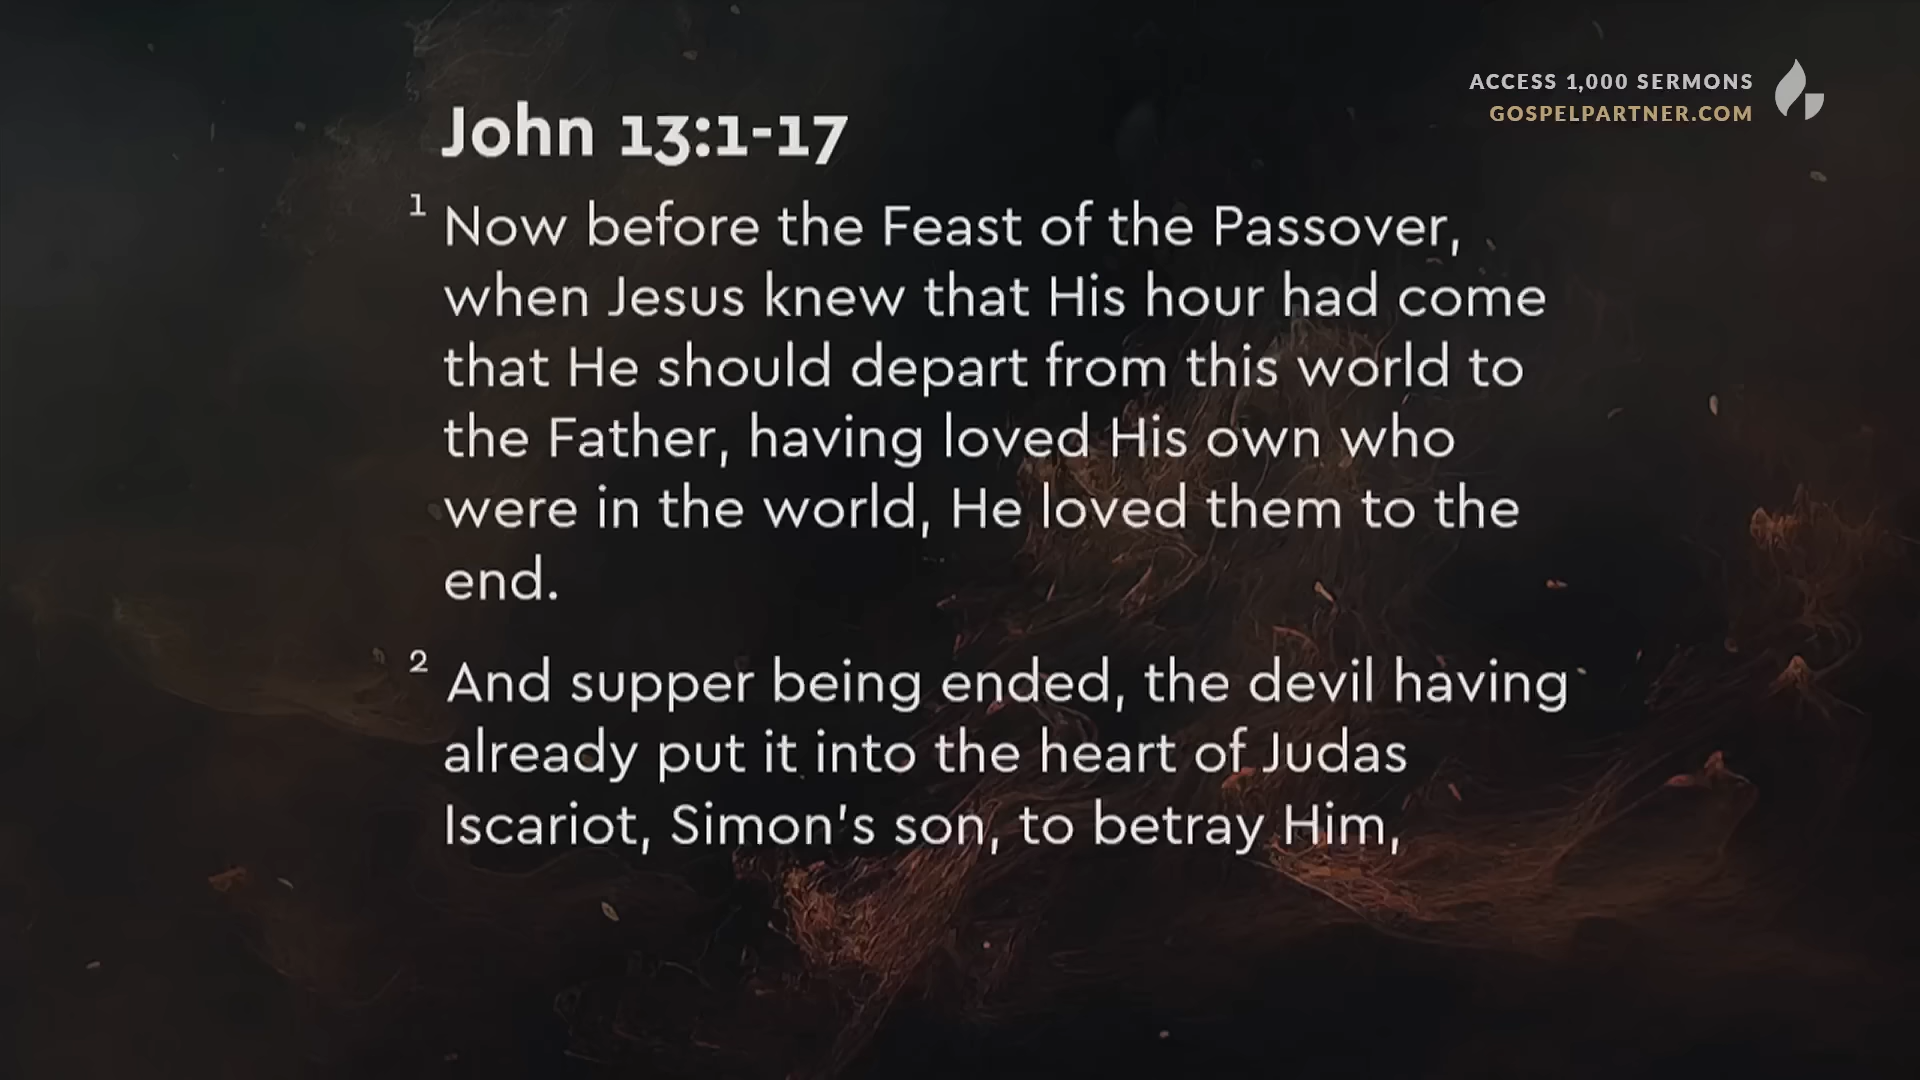 ACCESS 1,000 SERMONS
GOSPELPARTNER.COM
John 13:1-17
1 Now before the Feast of the Passover,
when Jesus knew that His hour had come
that He should depart from this world to
the Father, having loved His own who
were in the world, He loved them to the
end.
2 And supper being ended, the devil having
already put it into the heart of Judas
Iscariot, Simon's son, to betray Him,